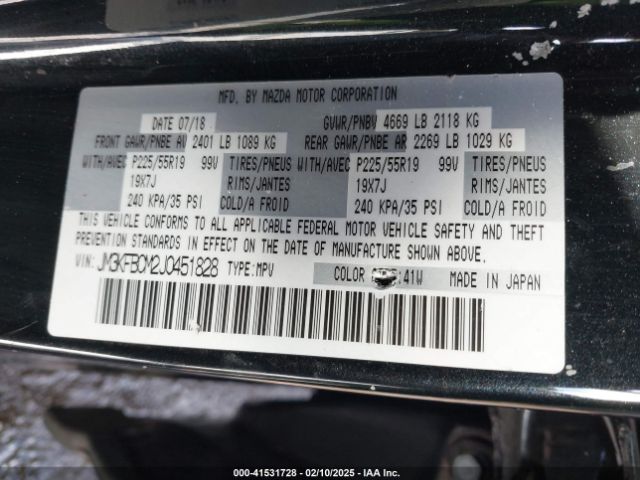 MFD. BY MAZDA MOTOR CORPORATION
DATE 07/18 GVWR/PNBV 4669 LB 2118 KG
FRONT GAWR/PNBE AV 2401 LB 1089 KG REAR GAWR/PNBE AR 2269 LB 1029 KG
WITH/AVEC P225/55R19 99V TIRES/PNEUS WITH/AVEC P225/55R19 99V TIRES/PNEUS
19X7J RIMS/JANTES 19X7J RIMS/JANTES
240 KPA/35 PSI COLD/A FROID 240 KPA/35 PSI COLD/A FROID
THIS VEHICLE CONFORMS TO ALL APPLICABLE FEDERAL MOTOR VEHICLE SAFETY AND THEFT
PREVENTION STANDARDS IN EFFECT ON THE DATE OF MANUFACTURE SHOWN ABOVE.
VIN: JM3KFBCM2J0451828 TYPE:MPV COLOR :41W MADE IN JAPAN
000-41531728 — 02/10/2025 — IAA Inc.